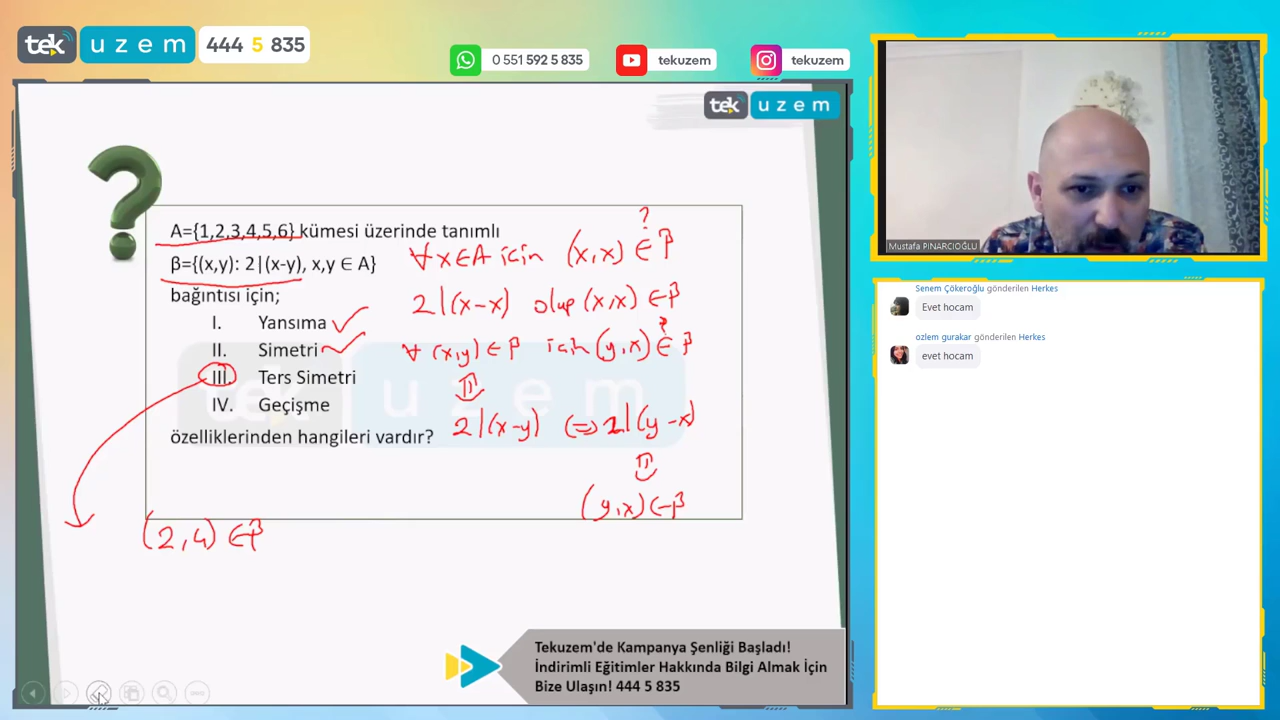 tek uzem 444 5 835
0 551 592 5 835
tekuzem
tekuzem
tek uzem
A={1,2,3,4,5,6} kümesi üzerinde tanımlı
β={(x,y): 2|(x-y), x,y ∈ A}
bağıntısı için;
I. Yansıma ✓
II. Simetri ✓
III. Ters Simetri
IV. Geçişme
özelliklerinden hangileri vardır?
?
∀x∈A için (x,x) ∈ β
2|(x-x) olup (x,x) ∈ β
?
∀ (x,y) ∈ β için (y,x) ∈ β
⇓
2|(x-y) ⇔ 2|(y-x)
⇓
(y,x) ∈ β
(2,4) ∈ β
tek uzem
Tekuzem'de Kampanya Şenliği Başladı!
İndirimli Eğitimler Hakkında Bilgi Almak İçin
Bize Ulaşın! 444 5 835
Mustafa PINARCIOĞLU
Senem Çökeroğlu gönderilen Herkes
Evet hocam
ozlem gurakar gönderilen Herkes
evet hocam